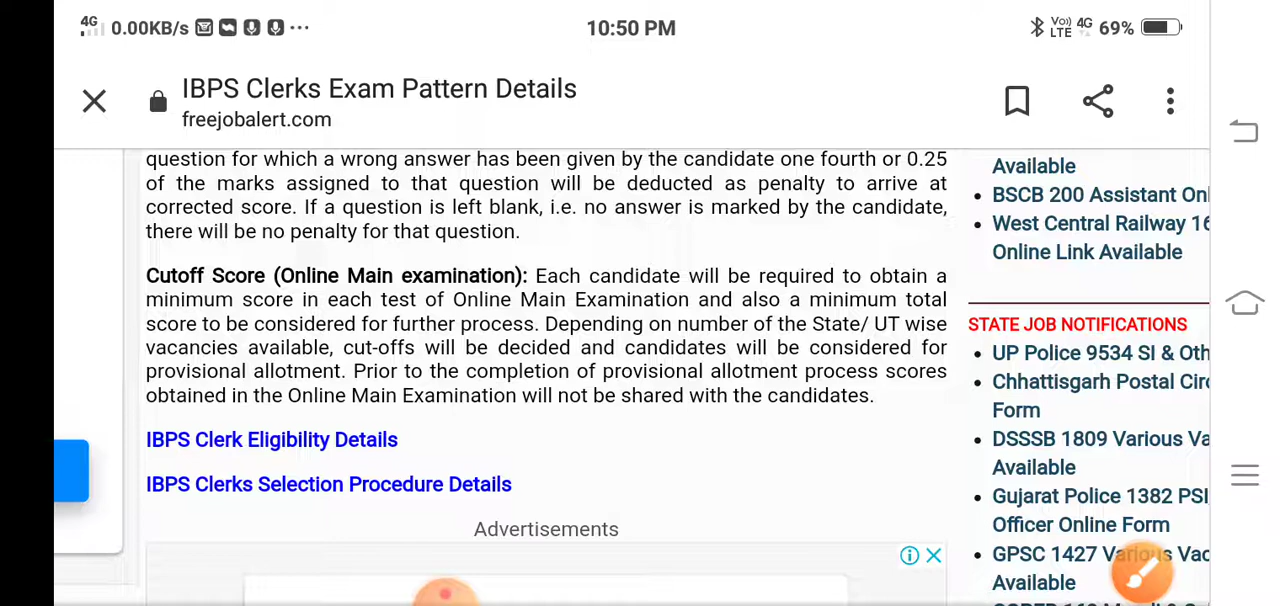 4G 0.00KB/s ... 10:50 PM Vo)) LTE 4G 69%
IBPS Clerks Exam Pattern Details
freejobalert.com
question for which a wrong answer has been given by the candidate one fourth or 0.25
of the marks assigned to that question will be deducted as penalty to arrive at
corrected score. If a question is left blank, i.e. no answer is marked by the candidate,
there will be no penalty for that question.
Cutoff Score (Online Main examination): Each candidate will be required to obtain a
minimum score in each test of Online Main Examination and also a minimum total
score to be considered for further process. Depending on number of the State/ UT wise
vacancies available, cut-offs will be decided and candidates will be considered for
provisional allotment. Prior to the completion of provisional allotment process scores
obtained in the Online Main Examination will not be shared with the candidates.
IBPS Clerk Eligibility Details
IBPS Clerks Selection Procedure Details
Advertisements
Available
• BSCB 200 Assistant Onl
• West Central Railway 16
Online Link Available
STATE JOB NOTIFICATIONS
• UP Police 9534 SI & Oth
• Chhattisgarh Postal Circ
Form
• DSSSB 1809 Various Va
Available
• Gujarat Police 1382 PSI,
Officer Online Form
• GPSC 1427 Various Vac
Available